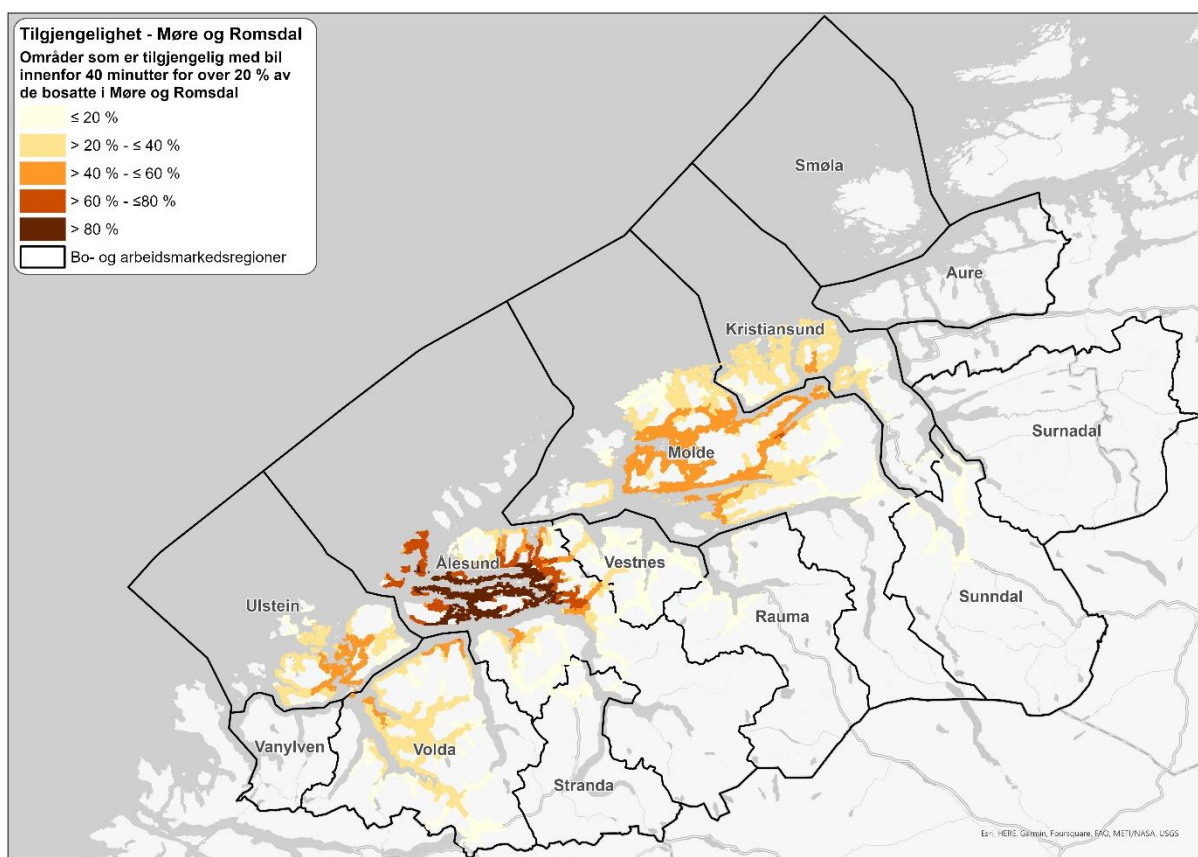 Tilgjengelighet - Møre og Romsdal
Områder som er tilgjengelig med bil
innenfor 40 minutter for over 20 % av
de bosatte i Møre og Romsdal
≤ 20 %
> 20 % - ≤ 40 %
> 40 % - ≤ 60 %
> 60 % - ≤80 %
> 80 %
Bo- og arbeidsmarkedsregioner
Smøla
Aure
Kristiansund
Surnadal
Molde
Ålesund
Vestnes
Ulstein
Rauma
Sunndal
Vanylven
Volda
Stranda
Esri, HERE, Garmin, Foursquare, FAO, METI/NASA, USGS